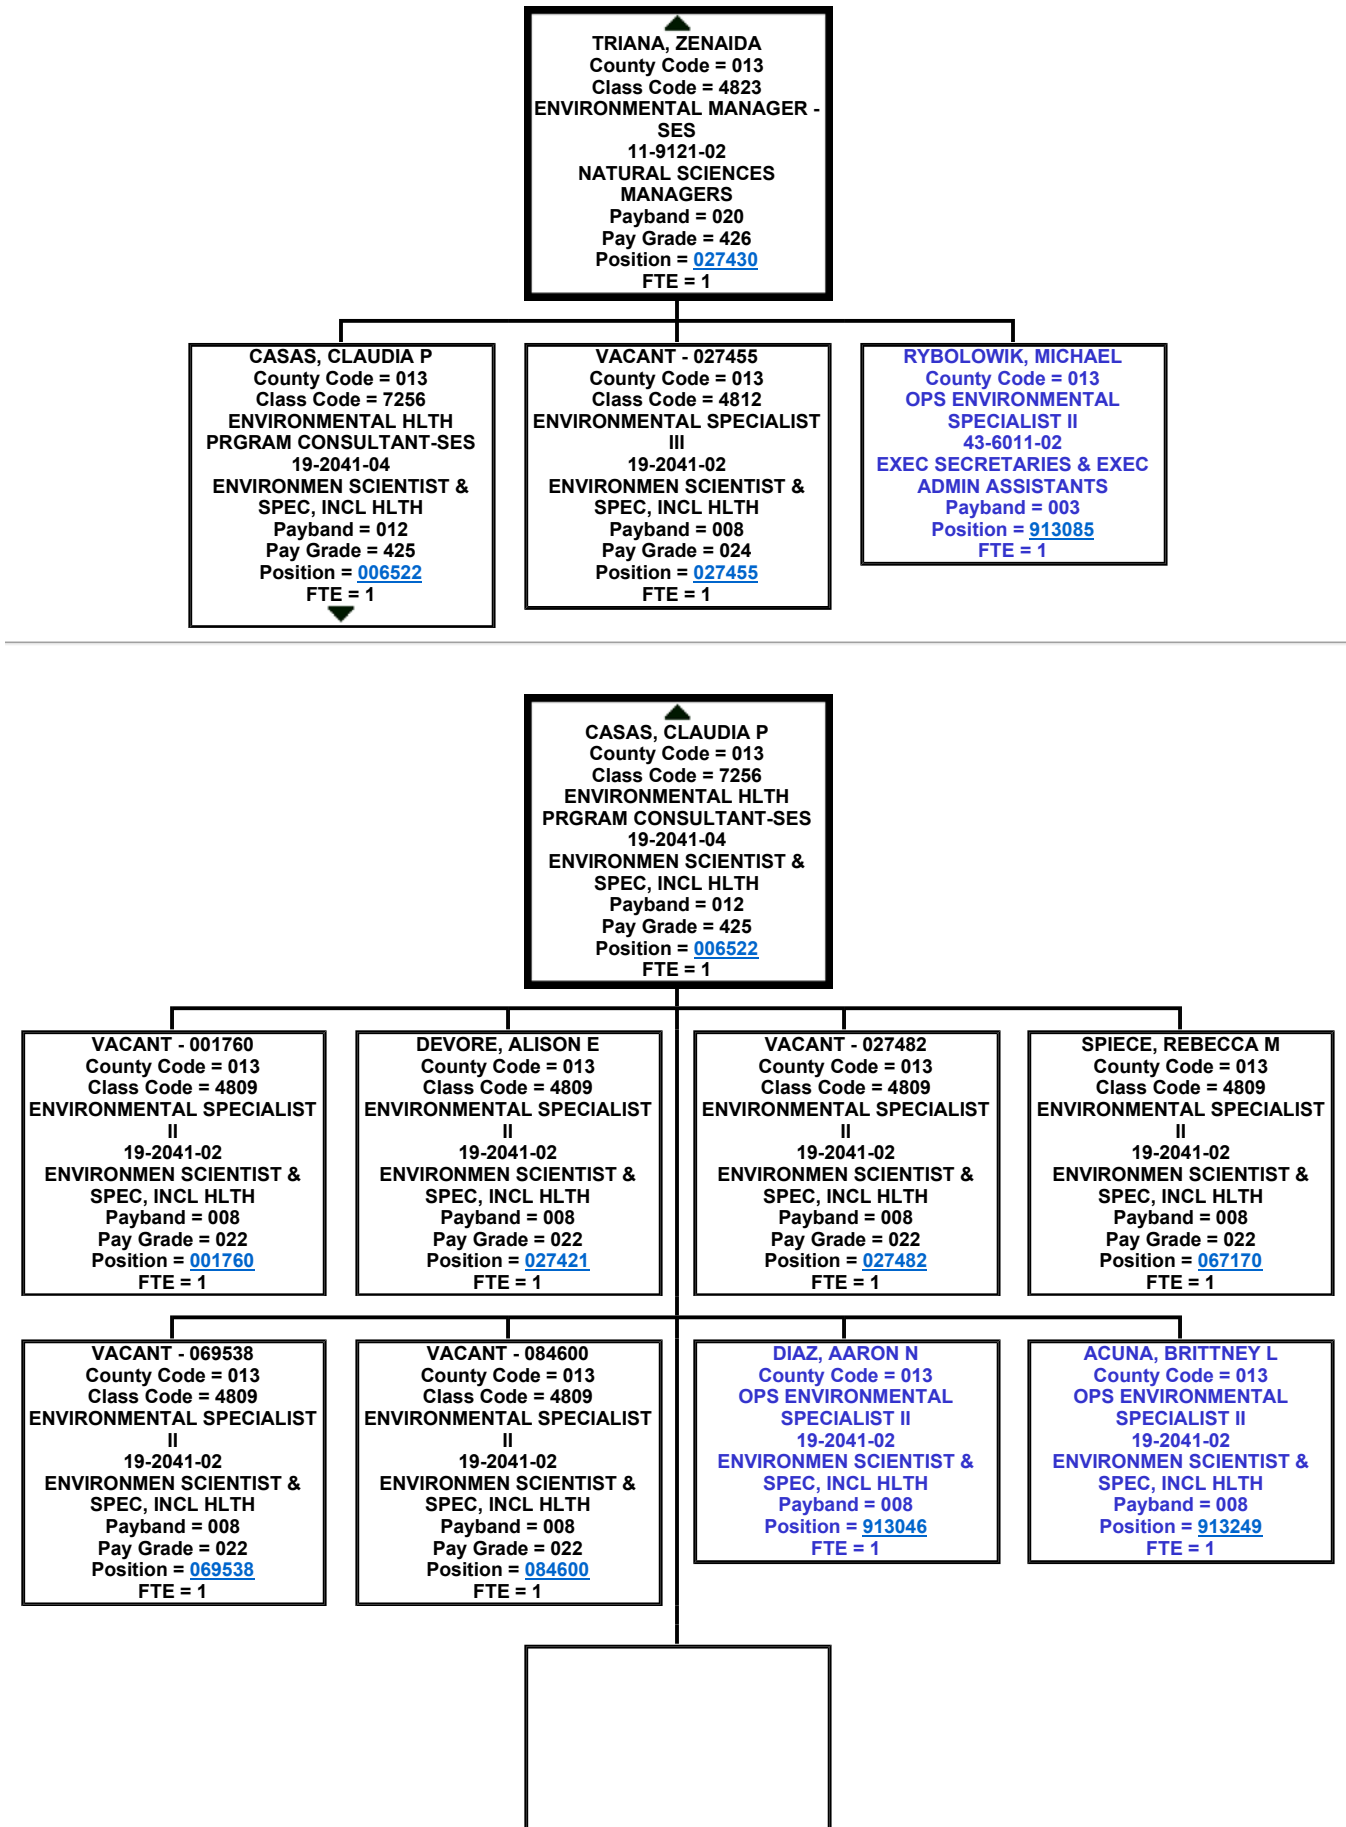 TRIANA, ZENAIDA
County Code = 013
Class Code = 4823
ENVIRONMENTAL MANAGER -
SES
11-9121-02
NATURAL SCIENCES
MANAGERS
Payband = 020
Pay Grade = 426
Position = 027430
FTE = 1
CASAS, CLAUDIA P
County Code = 013
Class Code = 7256
ENVIRONMENTAL HLTH
PRGRAM CONSULTANT-SES
19-2041-04
ENVIRONMEN SCIENTIST &
SPEC, INCL HLTH
Payband = 012
Pay Grade = 425
Position = 006522
FTE = 1
VACANT - 027455
County Code = 013
Class Code = 4812
ENVIRONMENTAL SPECIALIST
III
19-2041-02
ENVIRONMEN SCIENTIST &
SPEC, INCL HLTH
Payband = 008
Pay Grade = 024
Position = 027455
FTE = 1
RYBOLOWIK, MICHAEL
County Code = 013
OPS ENVIRONMENTAL
SPECIALIST II
43-6011-02
EXEC SECRETARIES & EXEC
ADMIN ASSISTANTS
Payband = 003
Position = 913085
FTE = 1
CASAS, CLAUDIA P
County Code = 013
Class Code = 7256
ENVIRONMENTAL HLTH
PRGRAM CONSULTANT-SES
19-2041-04
ENVIRONMEN SCIENTIST &
SPEC, INCL HLTH
Payband = 012
Pay Grade = 425
Position = 006522
FTE = 1
VACANT - 001760
County Code = 013
Class Code = 4809
ENVIRONMENTAL SPECIALIST
II
19-2041-02
ENVIRONMEN SCIENTIST &
SPEC, INCL HLTH
Payband = 008
Pay Grade = 022
Position = 001760
FTE = 1
DEVORE, ALISON E
County Code = 013
Class Code = 4809
ENVIRONMENTAL SPECIALIST
II
19-2041-02
ENVIRONMEN SCIENTIST &
SPEC, INCL HLTH
Payband = 008
Pay Grade = 022
Position = 027421
FTE = 1
VACANT - 027482
County Code = 013
Class Code = 4809
ENVIRONMENTAL SPECIALIST
II
19-2041-02
ENVIRONMEN SCIENTIST &
SPEC, INCL HLTH
Payband = 008
Pay Grade = 022
Position = 027482
FTE = 1
SPIECE, REBECCA M
County Code = 013
Class Code = 4809
ENVIRONMENTAL SPECIALIST
II
19-2041-02
ENVIRONMEN SCIENTIST &
SPEC, INCL HLTH
Payband = 008
Pay Grade = 022
Position = 067170
FTE = 1
VACANT - 069538
County Code = 013
Class Code = 4809
ENVIRONMENTAL SPECIALIST
II
19-2041-02
ENVIRONMEN SCIENTIST &
SPEC, INCL HLTH
Payband = 008
Pay Grade = 022
Position = 069538
FTE = 1
VACANT - 084600
County Code = 013
Class Code = 4809
ENVIRONMENTAL SPECIALIST
II
19-2041-02
ENVIRONMEN SCIENTIST &
SPEC, INCL HLTH
Payband = 008
Pay Grade = 022
Position = 084600
FTE = 1
DIAZ, AARON N
County Code = 013
OPS ENVIRONMENTAL
SPECIALIST II
19-2041-02
ENVIRONMEN SCIENTIST &
SPEC, INCL HLTH
Payband = 008
Position = 913046
FTE = 1
ACUNA, BRITTNEY L
County Code = 013
OPS ENVIRONMENTAL
SPECIALIST II
19-2041-02
ENVIRONMEN SCIENTIST &
SPEC, INCL HLTH
Payband = 008
Position = 913249
FTE = 1